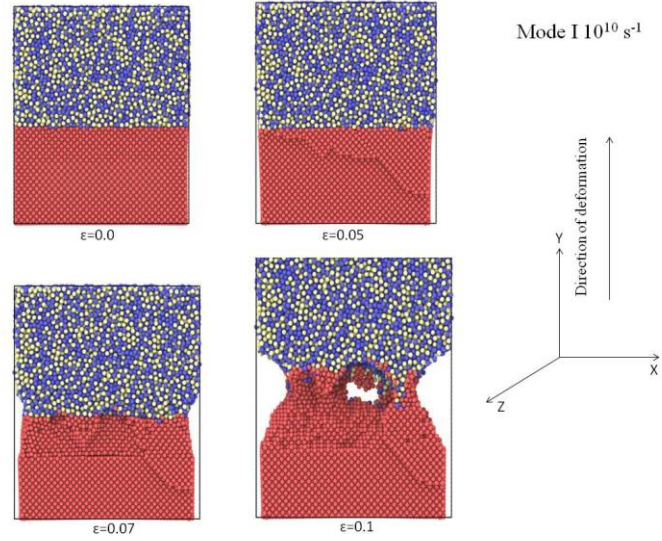 Mode I 10¹⁰ s⁻¹
ε=0.0
ε=0.05
Direction of deformation
Y
X
Z
ε=0.07
ε=0.1